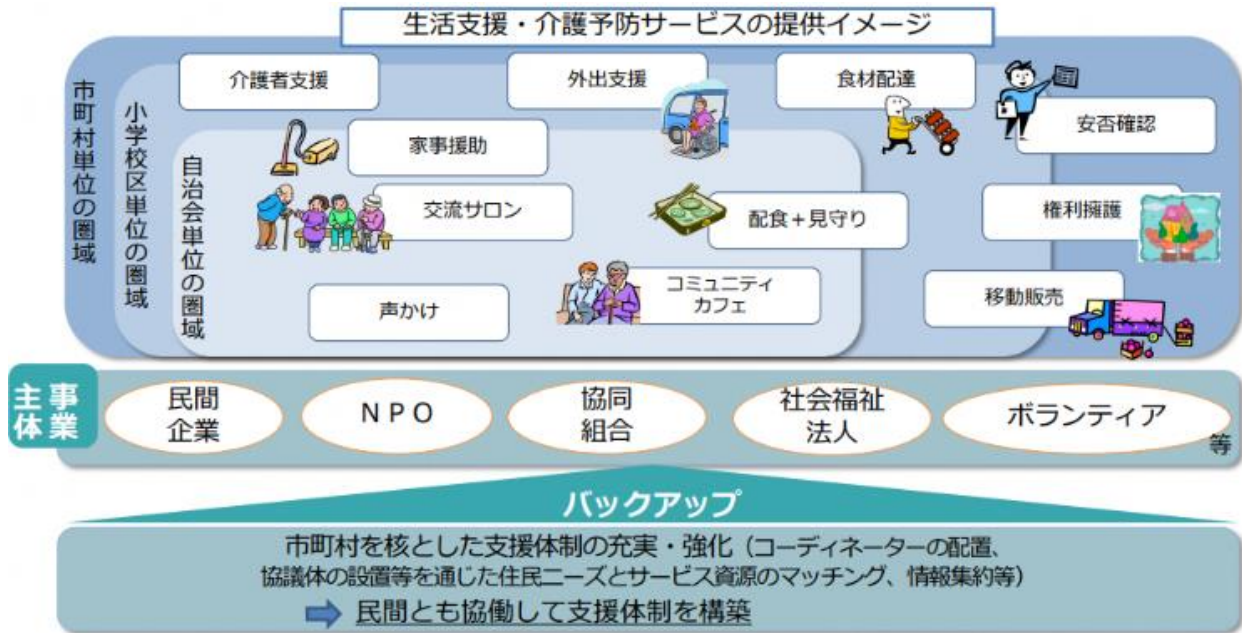 生活支援・介護予防サービスの提供イメージ
市町村単位の圏域
小学校区単位の圏域
自治会単位の圏域
介護者支援
外出支援
食材配達
安否確認
家事援助
交流サロン
配食+見守り
権利擁護
声かけ
コミュニティ
カフェ
移動販売
事業
主体
民間
企業
NPO
協同
組合
社会福祉
法人
ボランティア
等
バックアップ
市町村を核とした支援体制の充実・強化（コーディネーターの配置、
協議体の設置等を通じた住民ニーズとサービス資源のマッチング、情報集約等）
民間とも協働して支援体制を構築